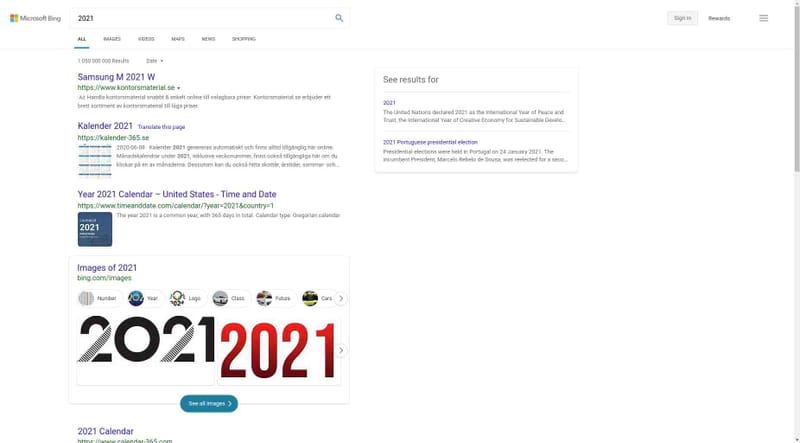 Microsoft Bing
2021
Sign in
Rewards
ALL
IMAGES
VIDEOS
MAPS
NEWS
SHOPPING
1 050 000 000 Results
Date
Samsung M 2021 W
https://www.kontorsmaterial.se
Ad Handla kontorsmaterial snabbt & enkelt online till oslagbara priser. Kontorsmaterial.se erbjuder ett
brett sortiment av kontorsmaterial till låga priser.
Kalender 2021 Translate this page
https://kalender-365.se
2020-06-08 · Kalender 2021 genereras automatiskt och finns alltid tillgänglig här online.
Månadskalendrar under 2021, inklusive veckonummer, finns också tillgängliga här om du
klickar på en av månaderna. Dessutom kan du också hitta skottår, årstider, sommar- och...
Year 2021 Calendar – United States - Time and Date
https://www.timeanddate.com/calendar/?year=2021&country=1
2021
The year 2021 is a common year, with 365 days in total. Calendar type: Gregorian calendar
Images of 2021
bing.com/images
Number
Year
Logo
Class
Future
Cars
2021
2021
See all images
2021 Calendar
https://www.calendar-365.com
See results for
2021
The United Nations declared 2021 as the International Year of Peace and
Trust, the International Year of Creative Economy for Sustainable Develo...
2021 Portuguese presidential election
Presidential elections were held in Portugal on 24 January 2021. The
incumbent President, Marcelo Rebelo de Sousa, was reelected for a seco...